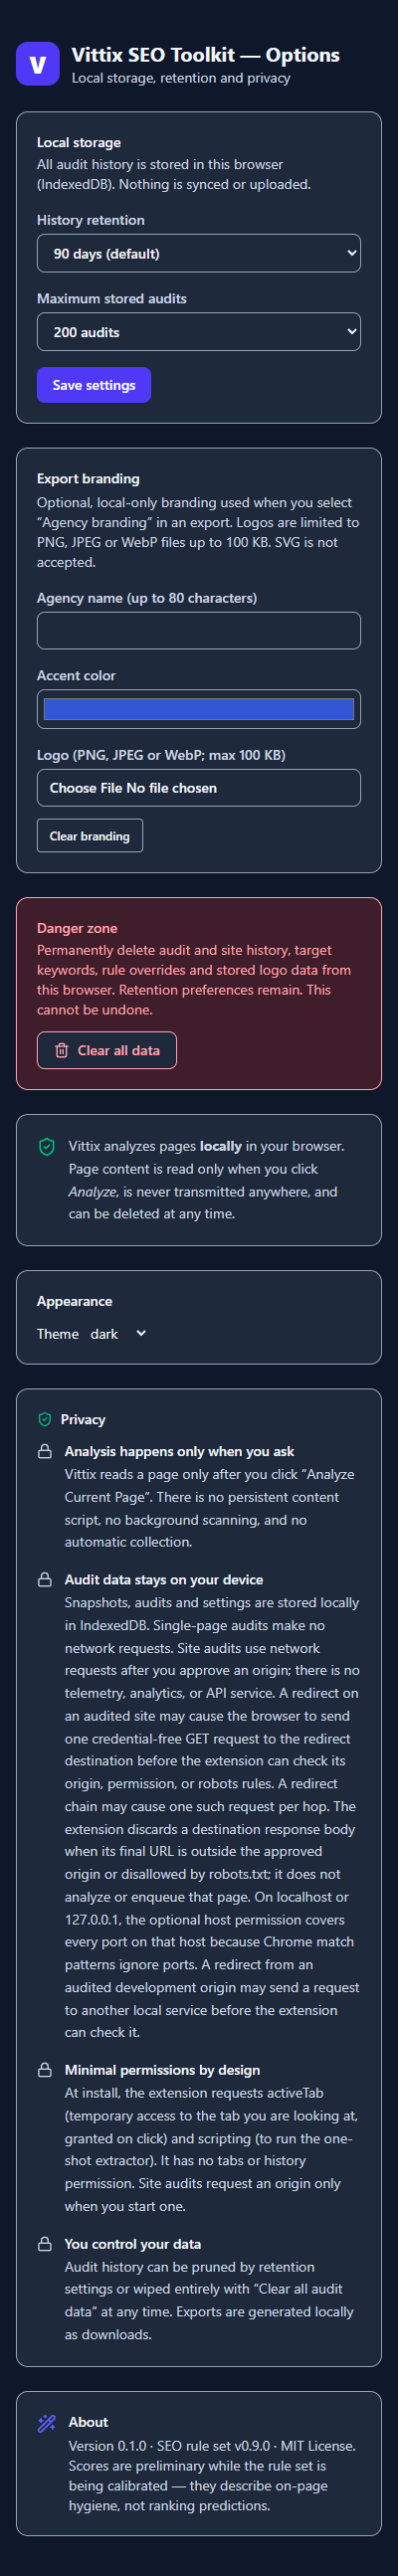 V
Vittix SEO Toolkit — Options
Local storage, retention and privacy
Local storage
All audit history is stored in this browser
(IndexedDB). Nothing is synced or uploaded.
History retention
90 days (default)
Maximum stored audits
200 audits
Save settings
Export branding
Optional, local-only branding used when you select
“Agency branding” in an export. Logos are limited to
PNG, JPEG or WebP files up to 100 KB. SVG is not
accepted.
Agency name (up to 80 characters)
Accent color
Logo (PNG, JPEG or WebP; max 100 KB)
Choose File No file chosen
Clear branding
Danger zone
Permanently delete audit and site history, target
keywords, rule overrides and stored logo data from
this browser. Retention preferences remain. This
cannot be undone.
Clear all data
Vittix analyzes pages locally in your browser.
Page content is read only when you click
Analyze, is never transmitted anywhere, and
can be deleted at any time.
Appearance
Theme dark
Privacy
Analysis happens only when you ask
Vittix reads a page only after you click “Analyze
Current Page”. There is no persistent content
script, no background scanning, and no
automatic collection.
Audit data stays on your device
Snapshots, audits and settings are stored locally
in IndexedDB. Single-page audits make no
network requests. Site audits use network
requests after you approve an origin; there is no
telemetry, analytics, or API service. A redirect on
an audited site may cause the browser to send
one credential-free GET request to the redirect
destination before the extension can check its
origin, permission, or robots rules. A redirect
chain may cause one such request per hop. The
extension discards a destination response body
when its final URL is outside the approved
origin or disallowed by robots.txt; it does not
analyze or enqueue that page. On localhost or
127.0.0.1, the optional host permission covers
every port on that host because Chrome match
patterns ignore ports. A redirect from an
audited development origin may send a request
to another local service before the extension
can check it.
Minimal permissions by design
At install, the extension requests activeTab
(temporary access to the tab you are looking at,
granted on click) and scripting (to run the one-
shot extractor). It has no tabs or history
permission. Site audits request an origin only
when you start one.
You control your data
Audit history can be pruned by retention
settings or wiped entirely with “Clear all audit
data” at any time. Exports are generated locally
as downloads.
About
Version 0.1.0 · SEO rule set v0.9.0 · MIT License.
Scores are preliminary while the rule set is
being calibrated — they describe on-page
hygiene, not ranking predictions.